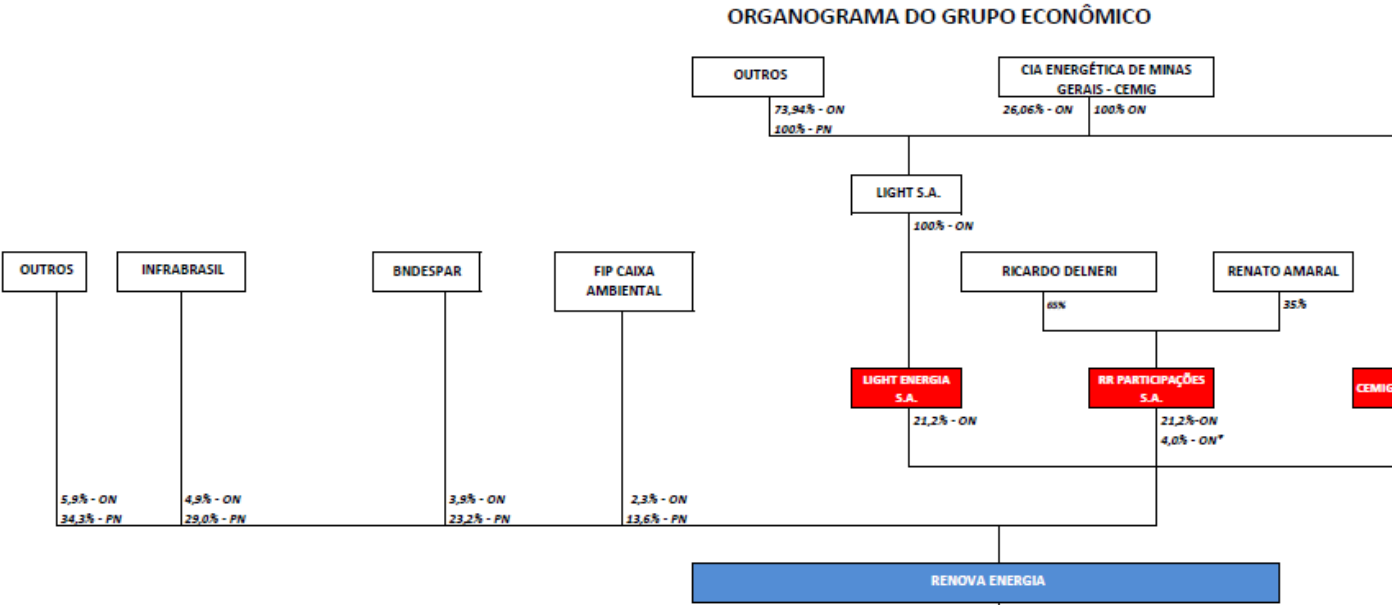 ORGANOGRAMA DO GRUPO ECONÔMICO
OUTROS
CIA ENERGÉTICA DE MINAS
GERAIS - CEMIG
73,94% - ON
100% - PN
26,06% - ON
100% ON
LIGHT S.A.
100% - ON
OUTROS
INFRABRASIL
BNDESPAR
FIP CAIXA
AMBIENTAL
RICARDO DELNERI
RENATO AMARAL
65%
35%
LIGHT ENERGIA
S.A.
RR PARTICIPAÇÕES
S.A.
CEMIG
21,2% - ON
21,2%-ON
4,0% - ON*
5,9% - ON
34,3% - PN
4,9% - ON
29,0% - PN
3,9% - ON
23,2% - PN
2,3% - ON
13,6% - PN
RENOVA ENERGIA